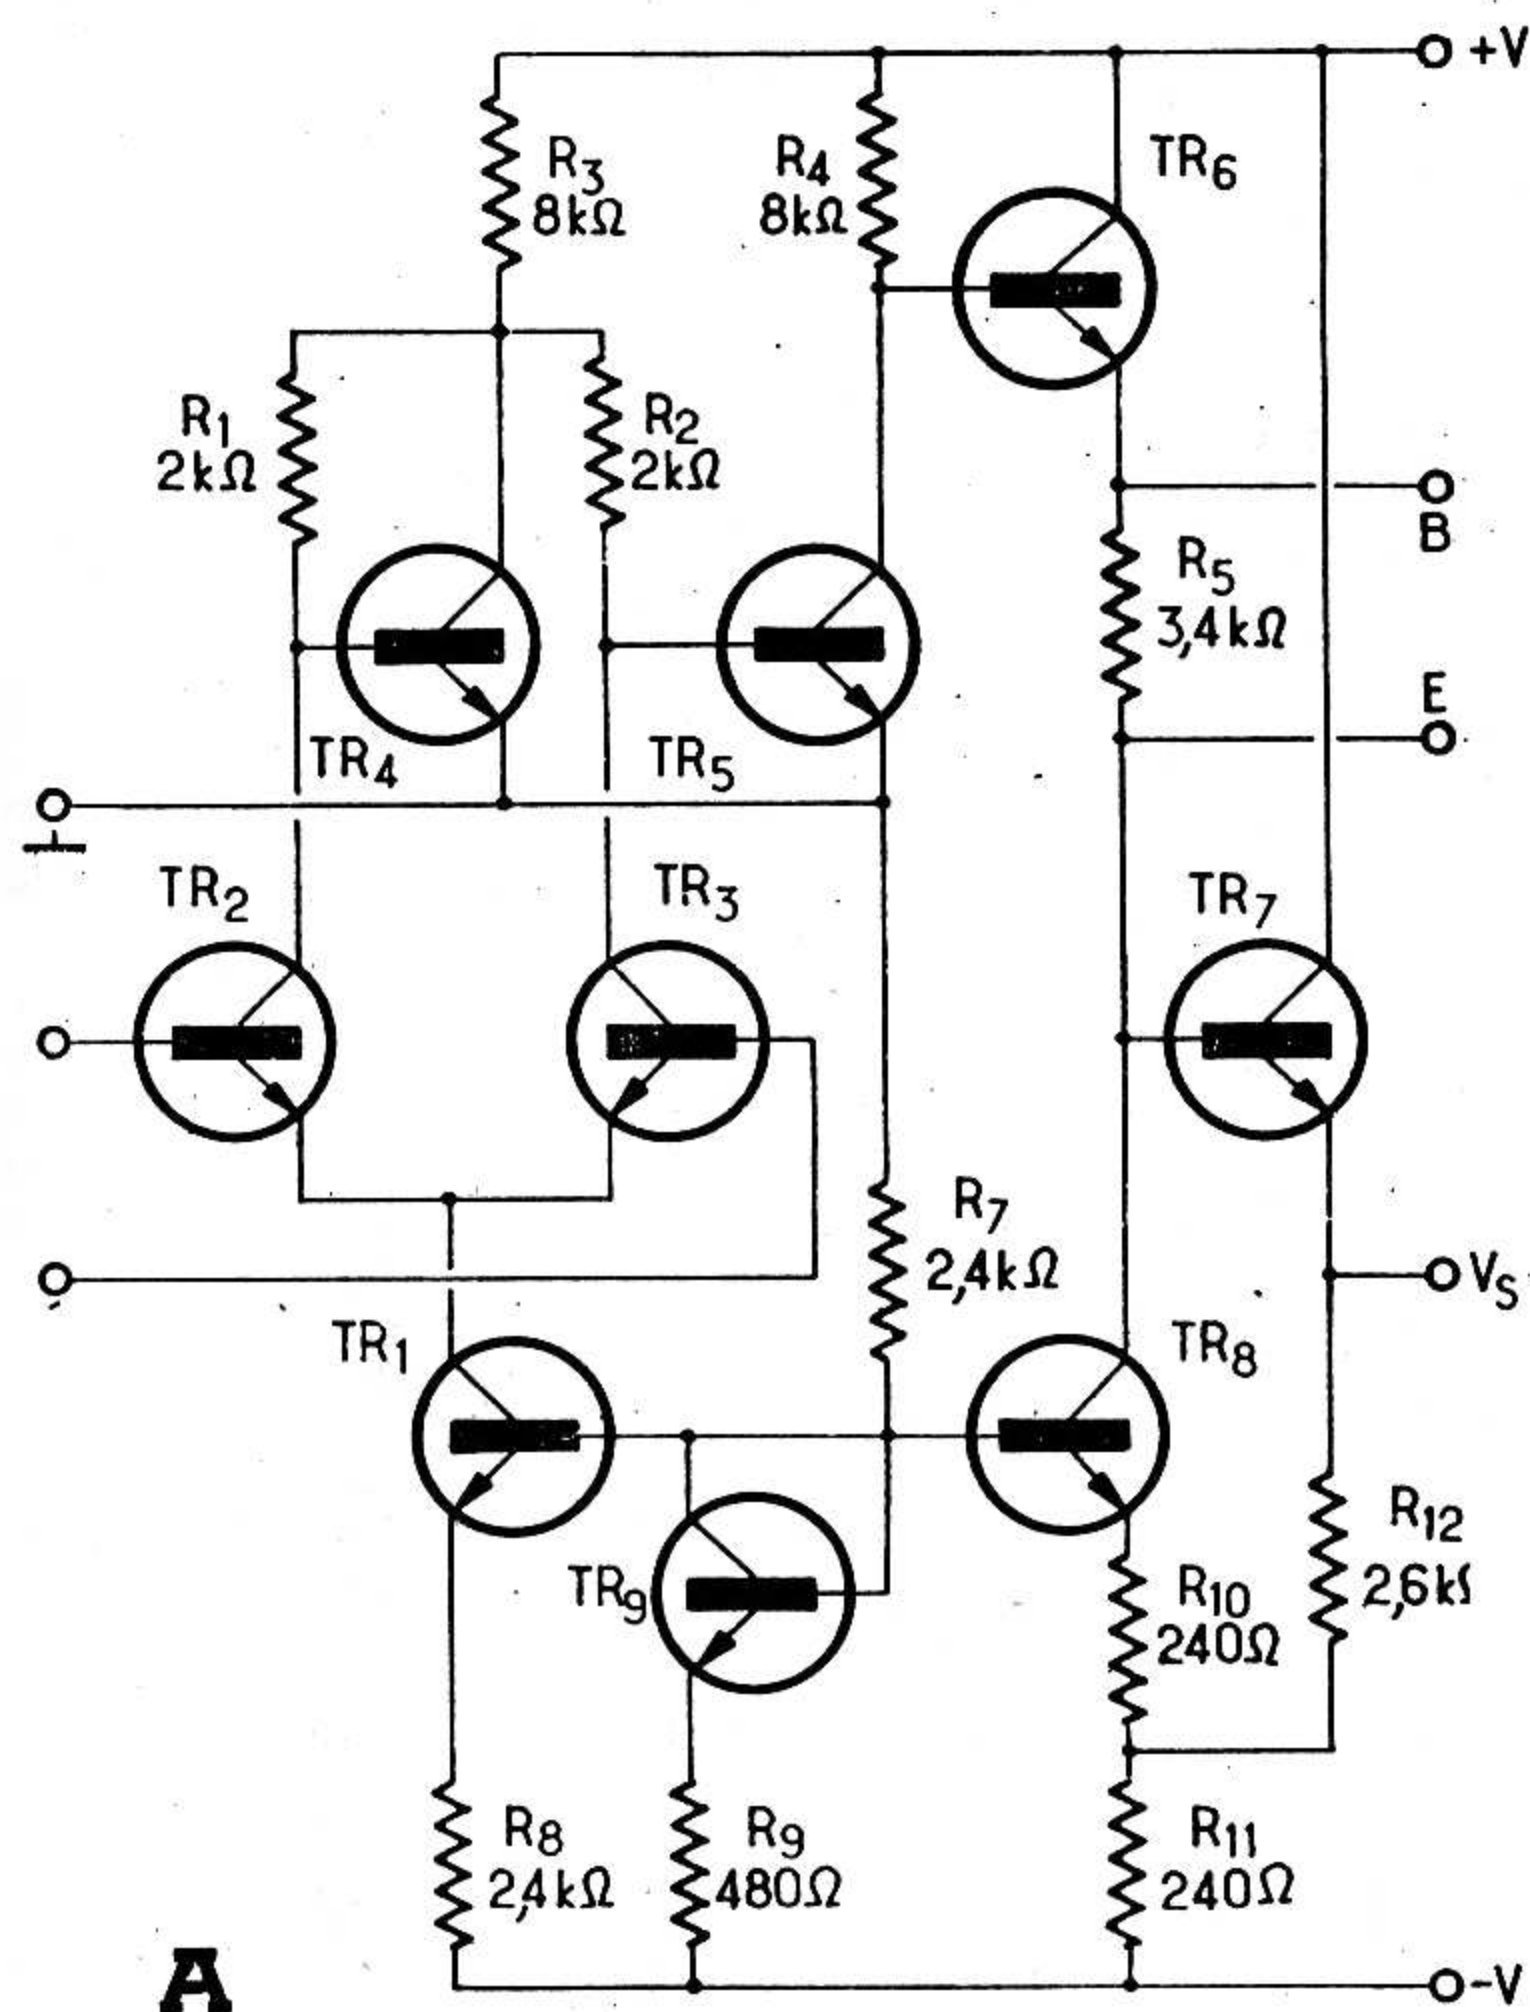 +V
TR6
R3
8kΩ
R4
8kΩ
R1
2kΩ
R2
2kΩ
B
R5
3,4kΩ
E
TR4
TR5
TR2
TR3
TR7
R7
2,4kΩ
VS
TR1
TR8
TR9
R10
240Ω
R12
2,6k
R8
2,4kΩ
R9
480Ω
R11
240Ω
A
-V